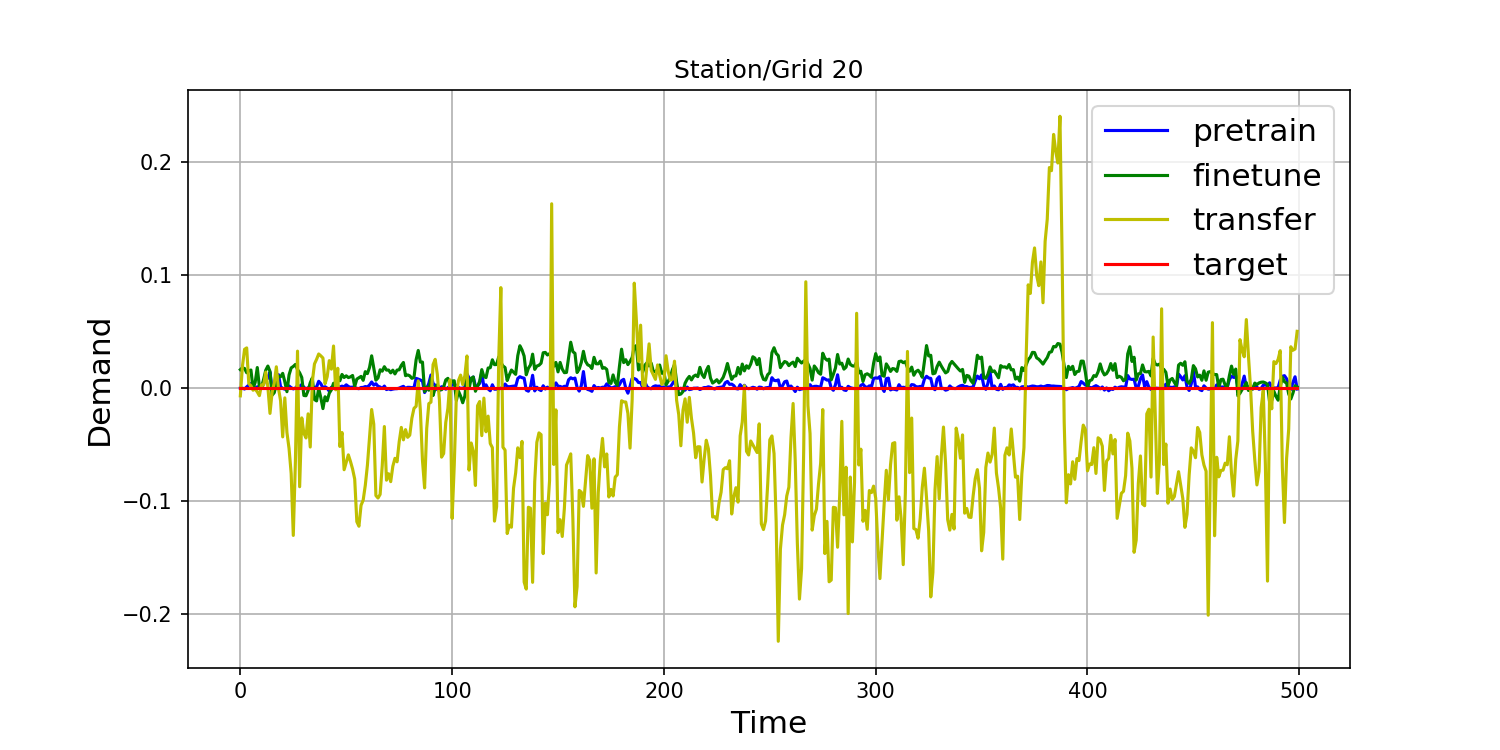 Station/Grid 20
Demand
0.2
0.1
0.0
−0.1
−0.2
pretrain
finetune
transfer
target
0 100 200 300 400 500
Time